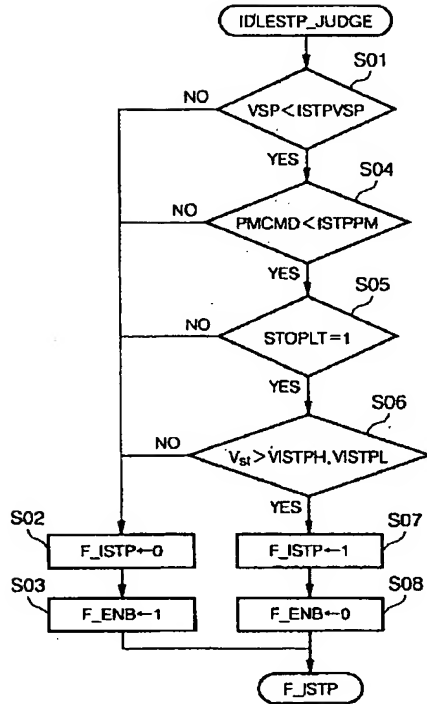 IDLESTP_JUDGE
S01
VSP<ISTPVSP
NO
YES
S04
PMCMD<ISTPPM
NO
YES
S05
STOPLT=1
NO
YES
S06
Vst>VISTPH,VISTPL
NO
YES
S02
F_ISTP←0
S07
F_ISTP←1
S03
F_ENB←1
S08
F_ENB←0
F_ISTP